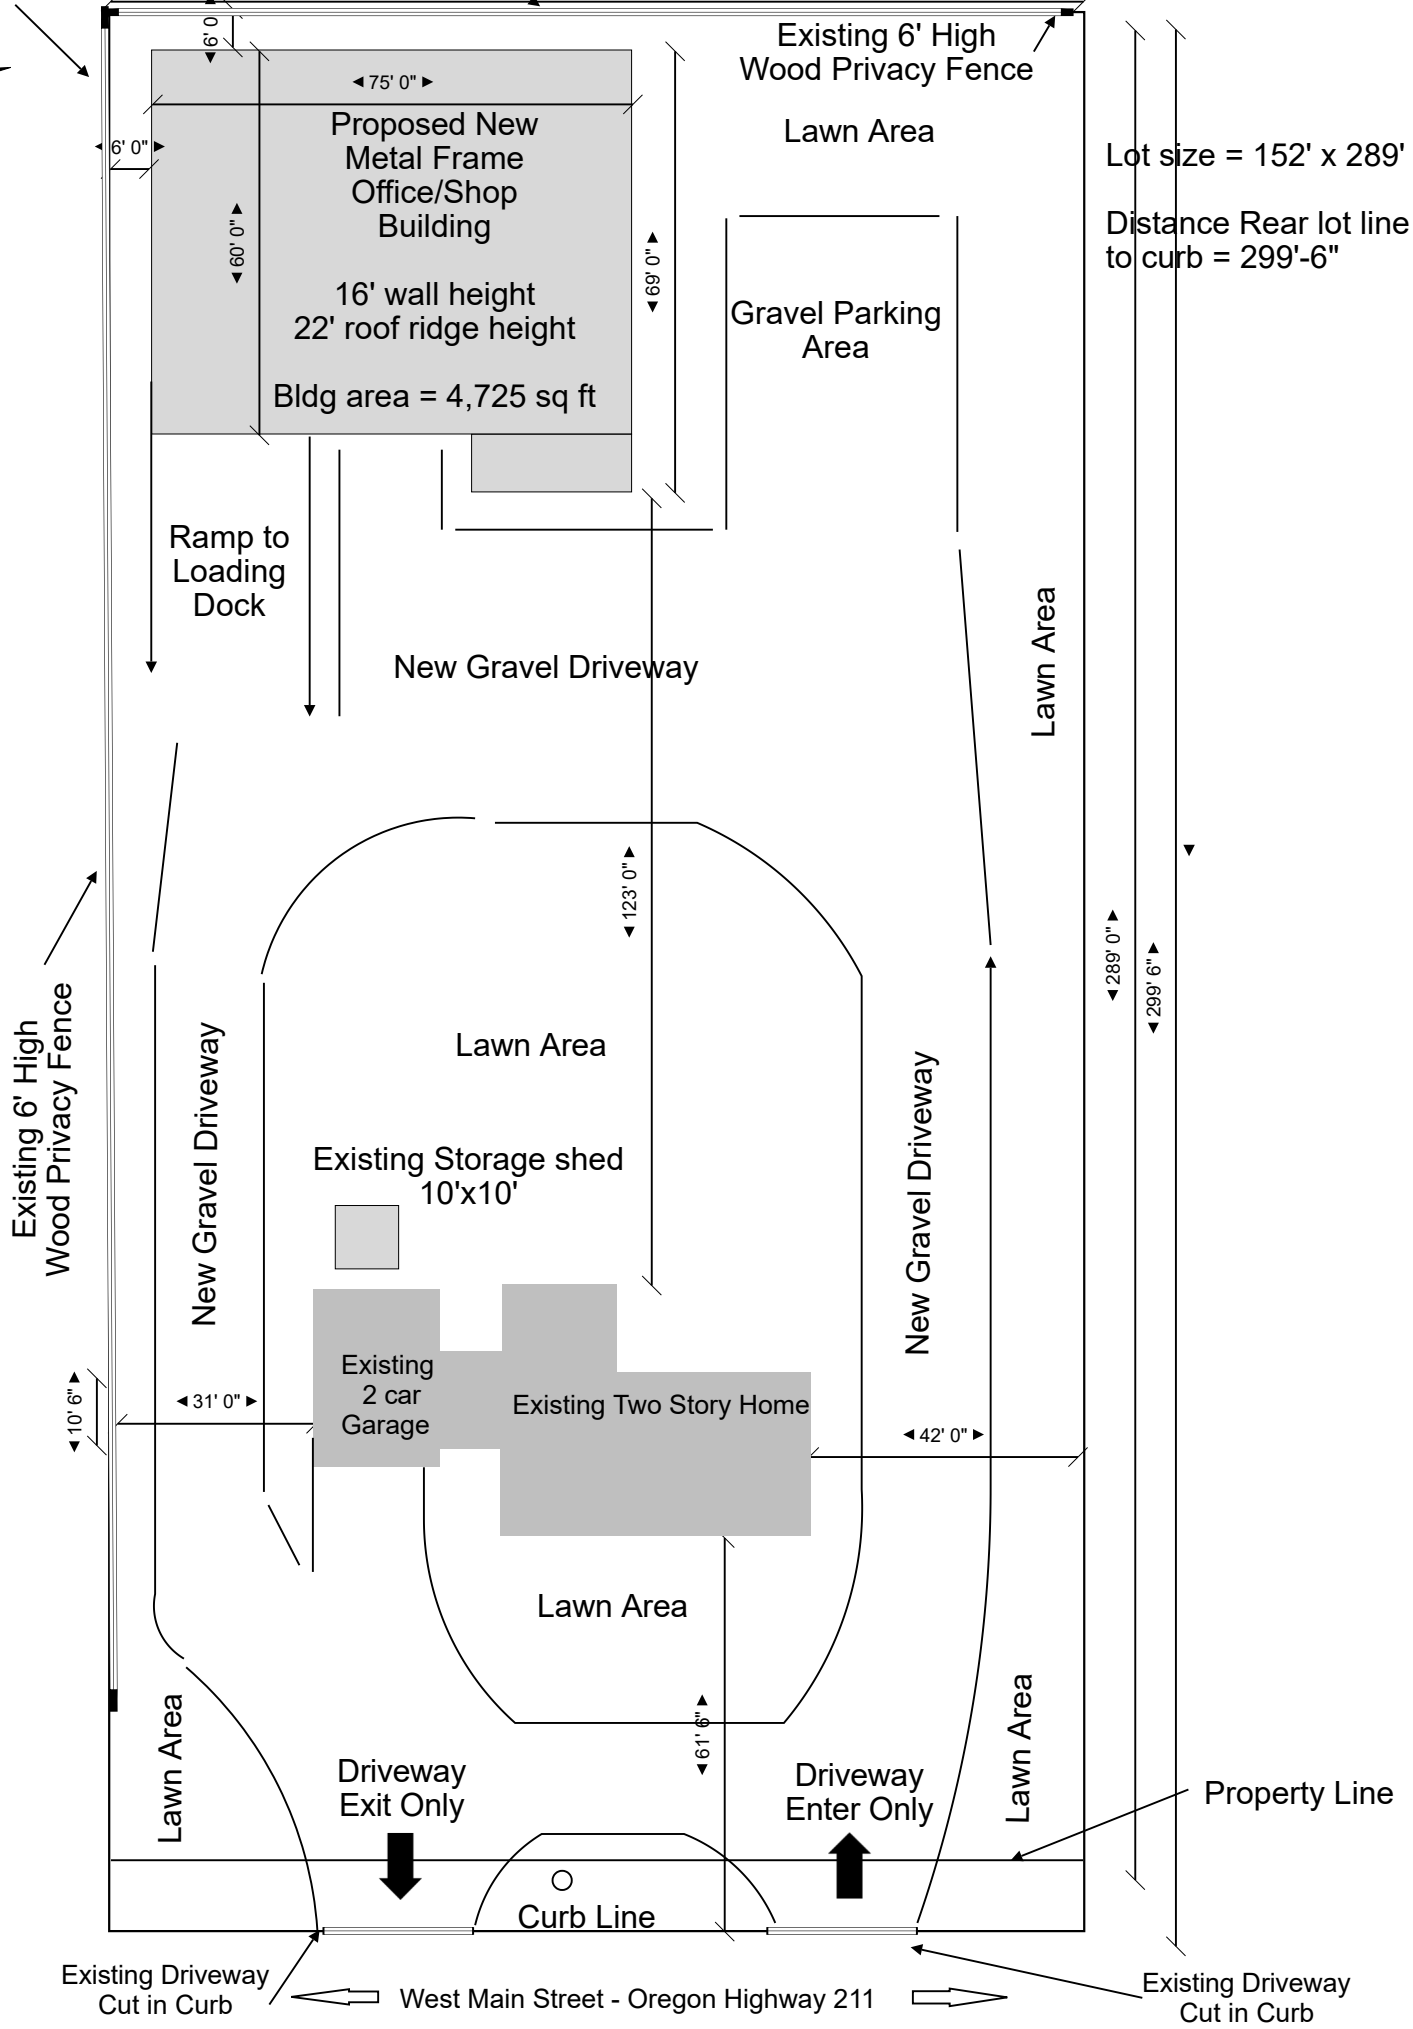 6' 0
Existing 6' High
Wood Privacy Fence
75' 0"
Lawn Area
Proposed New
Metal Frame
Office/Shop
Building
16' wall height
22' roof ridge height
Bldg area = 4,725 sq ft
6' 0"
60' 0"
69' 0"
Lot size = 152' x 289'
Distance Rear lot line
to curb = 299'-6"
Gravel Parking
Area
Ramp to
Loading
Dock
New Gravel Driveway
Lawn Area
123' 0"
289' 0"
299' 6"
Existing 6' High
Wood Privacy Fence
New Gravel Driveway
Lawn Area
New Gravel Driveway
Existing Storage shed
10'x10'
Existing
2 car
Garage
Existing Two Story Home
10' 6"
31' 0"
42' 0"
Lawn Area
61' 6"
Lawn Area
Lawn Area
Driveway
Exit Only
Driveway
Enter Only
Property Line
Curb Line
Existing Driveway
Cut in Curb
West Main Street - Oregon Highway 211
Existing Driveway
Cut in Curb